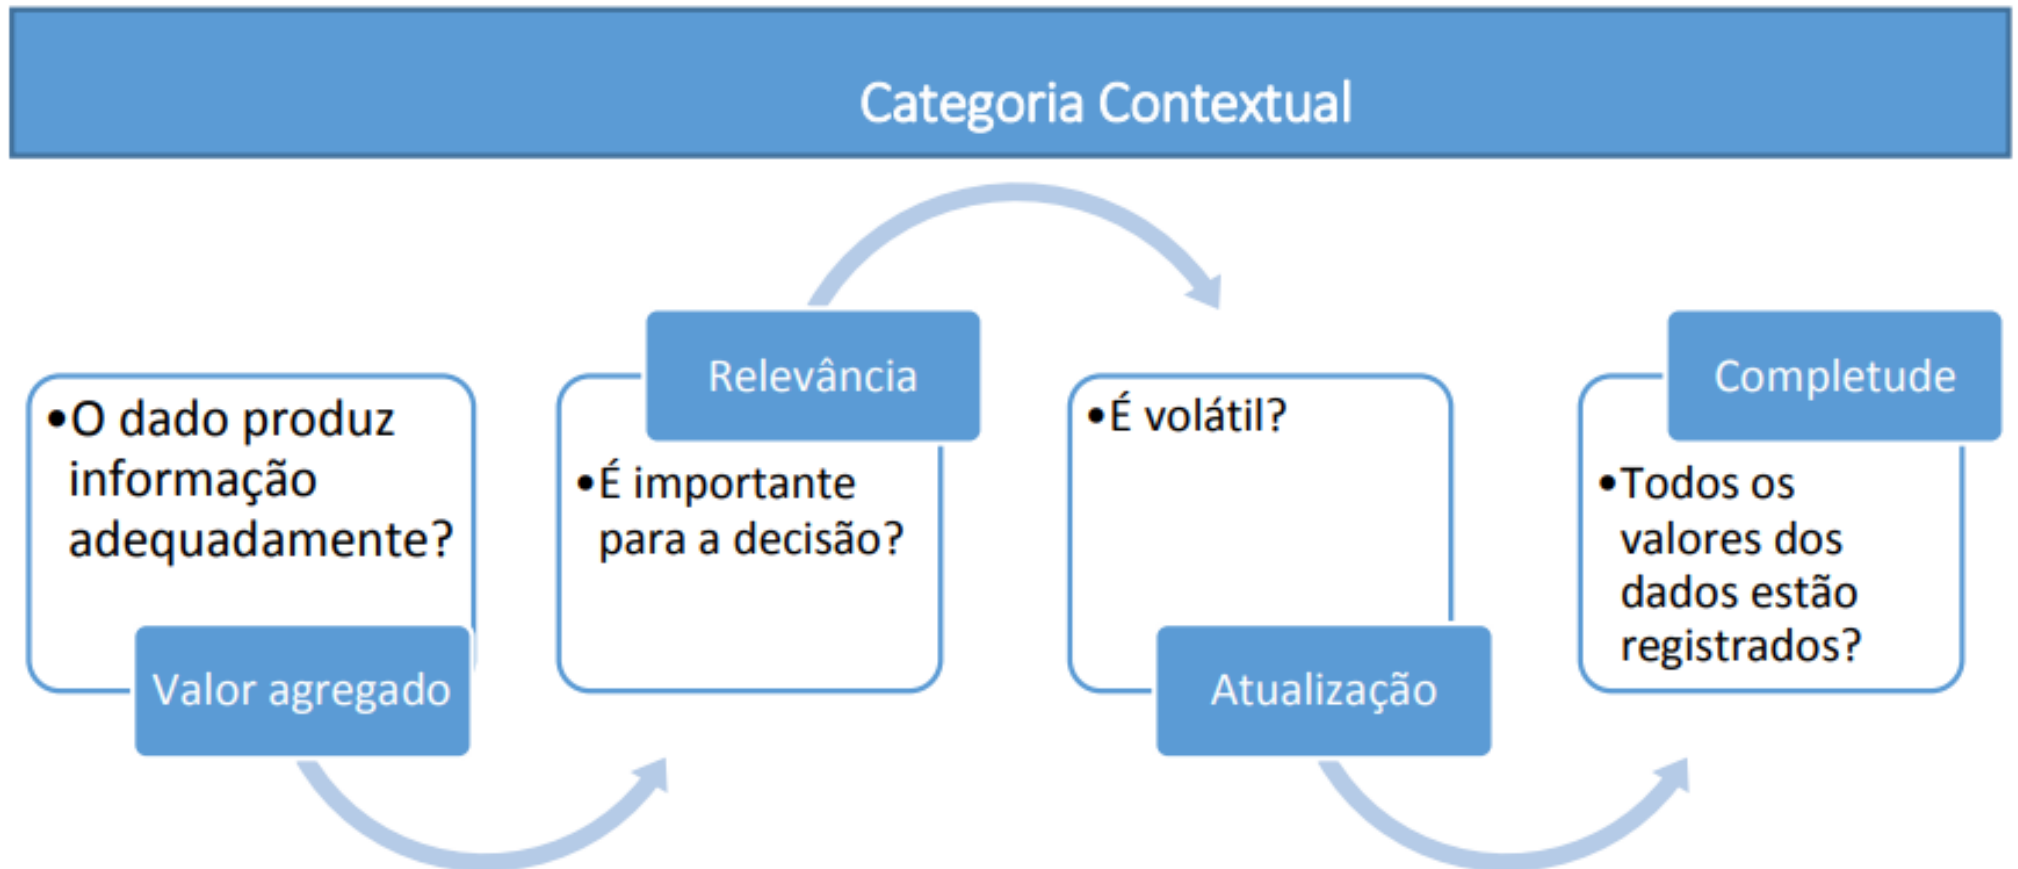 Categoria Contextual
•O dado produz
informação
adequadamente?
Valor agregado
Relevância
•É importante
para a decisão?
•É volátil?
Atualização
Completude
•Todos os
valores dos
dados estão
registrados?